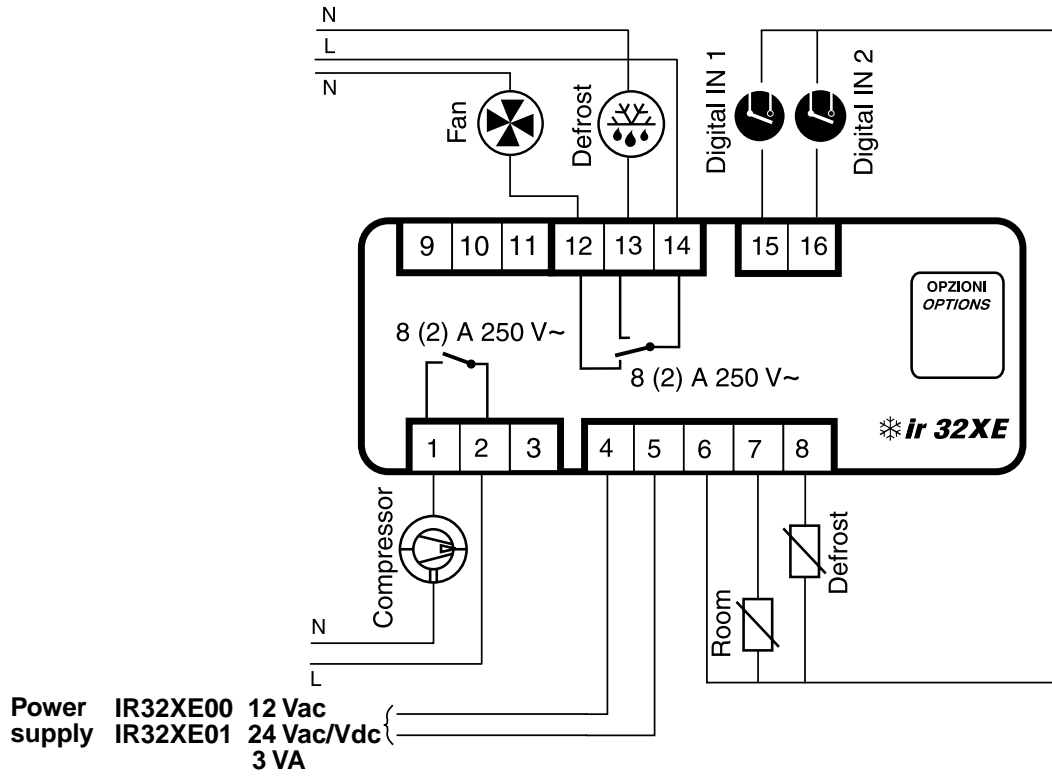 N
L
N
Fan
Defrost
Digital IN 1
Digital IN 2
9 10 11 12 13 14 15 16
OPZIONI
OPTIONS
8 (2) A 250 V~
8 (2) A 250 V~
ir 32XE
1 2 3 4 5 6 7 8
Compressor
Room
Defrost
N
L
Power IR32XE00 12 Vac
supply IR32XE01 24 Vac/Vdc
3 VA